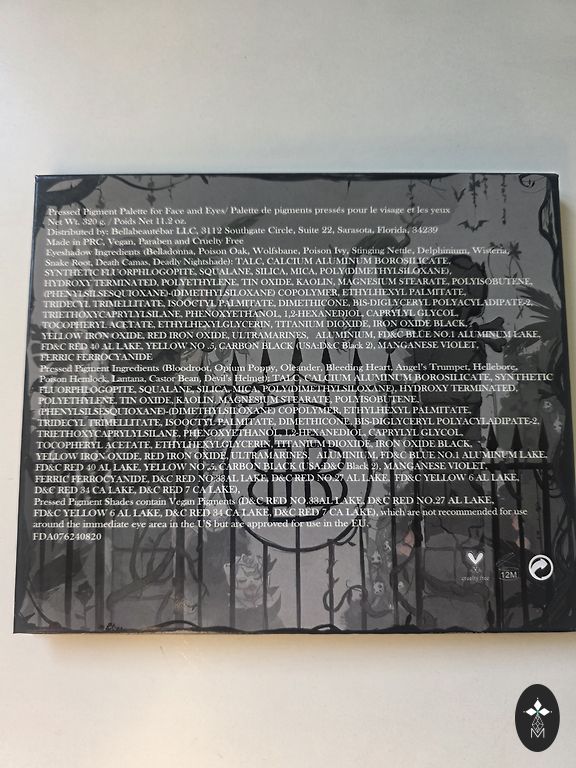 Pressed Pigment Palette for Face and Eyes/ Palette de pigments pressés pour le visage et les yeux
Net Wt. 320 g. / Poids Net 11.2 oz.
Distributed by: Bellabeautébar LLC, 3112 Southgate Circle, Suite 22, Sarasota, Florida, 34239
Made in PRC, Vegan, Paraben and Cruelty Free
Eyeshadow Ingredients (Belladonna, Poison Oak, Wolfsbane, Poison Ivy, Stinging Nettle, Delphinium, Wisteria,
Snake Root, Death Camas, Deadly Nightshade): TALC, CALCIUM ALUMINUM BOROSILICATE,
SYNTHETIC FLUORPHLOGOPITE, SQUALANE, SILICA, MICA, POLY(DIMETHYLSILOXANE),
HYDROXY TERMINATED, POLYETHYLENE, TIN OXIDE, KAOLIN, MAGNESIUM STEARATE, POLYISOBUTENE,
(PHENYLSILSESQUIOXANE)-(DIMETHYLSILOXANE) COPOLYMER, ETHYLHEXYL PALMITATE,
TRIDECYL TRIMELLITATE, ISOCETYL PALMITATE, DIMETHICONE, BIS-DIGLYCERYL POLYACYLADIPATE-2,
TRIETHOXYCAPRYLYLSILANE, PHENOXYETHANOL, 1,2-HEXANEDIOL, CAPRYLYL GLYCOL,
TOCOPHERYL ACETATE, ETHYLHEXYLGLYCERIN, TITANIUM DIOXIDE, IRON OXIDE BLACK,
YELLOW IRON OXIDE, RED IRON OXIDE, ULTRAMARINES, ALUMINIUM, FD&C BLUE NO.1 ALUMINUM LAKE,
FD&C RED 40 AL LAKE, YELLOW NO .5, CARBON BLACK (USA:D&C Black 2), MANGANESE VIOLET,
FERRIC FERROCYANIDE
Pressed Pigment Ingredients (Bloodroot, Opium Poppy, Oleander, Bleeding Heart, Angel's Trumpet, Hellebore,
Poison Hemlock, Lantana, Castor Bean, Devil's Helmet): TALC, CALCIUM ALUMINUM BOROSILICATE, SYNTHETIC
FLUORPHLOGOPITE, SQUALANE, SILICA, MICA, POLY(DIMETHYLSILOXANE), HYDROXY TERMINATED,
POLYETHYLENE, TIN OXIDE, KAOLIN, MAGNESIUM STEARATE, POLYISOBUTENE,
(PHENYLSILSESQUIOXANE)-(DIMETHYLSILOXANE) COPOLYMER, ETHYLHEXYL PALMITATE,
TRIDECYL TRIMELLITATE, ISOCETYL PALMITATE, DIMETHICONE, BIS-DIGLYCERYL POLYACYLADIPATE-2,
TRIETHOXYCAPRYLYLSILANE, PHENOXYETHANOL, 1,2-HEXANEDIOL, CAPRYLYL GLYCOL,
TOCOPHERYL ACETATE, ETHYLHEXYLGLYCERIN, TITANIUM DIOXIDE, IRON OXIDE BLACK,
YELLOW IRON OXIDE, RED IRON OXIDE, ULTRAMARINES, ALUMINIUM, FD&C BLUE NO.1 ALUMINUM LAKE,
FD&C RED 40 AL LAKE, YELLOW NO .5, CARBON BLACK (USA:D&C Black 2), MANGANESE VIOLET,
FERRIC FERROCYANIDE, D&C RED NO.33AL LAKE, D&C RED NO.27 AL LAKE, FD&C YELLOW 6 AL LAKE,
D&C RED 34 CA LAKE, D&C RED 7 CA LAKE)
Pressed Pigment Shades contain Vegan Pigments (D&C RED NO.33AL LAKE, D&C RED NO.27 AL LAKE,
FD&C YELLOW 6 AL LAKE, D&C RED 34 CA LAKE, D&C RED 7 CA LAKE), which are not recommended for use
around the immediate eye area in the US but are approved for use in the EU.
FDA076240820
cruelty free
12M
M